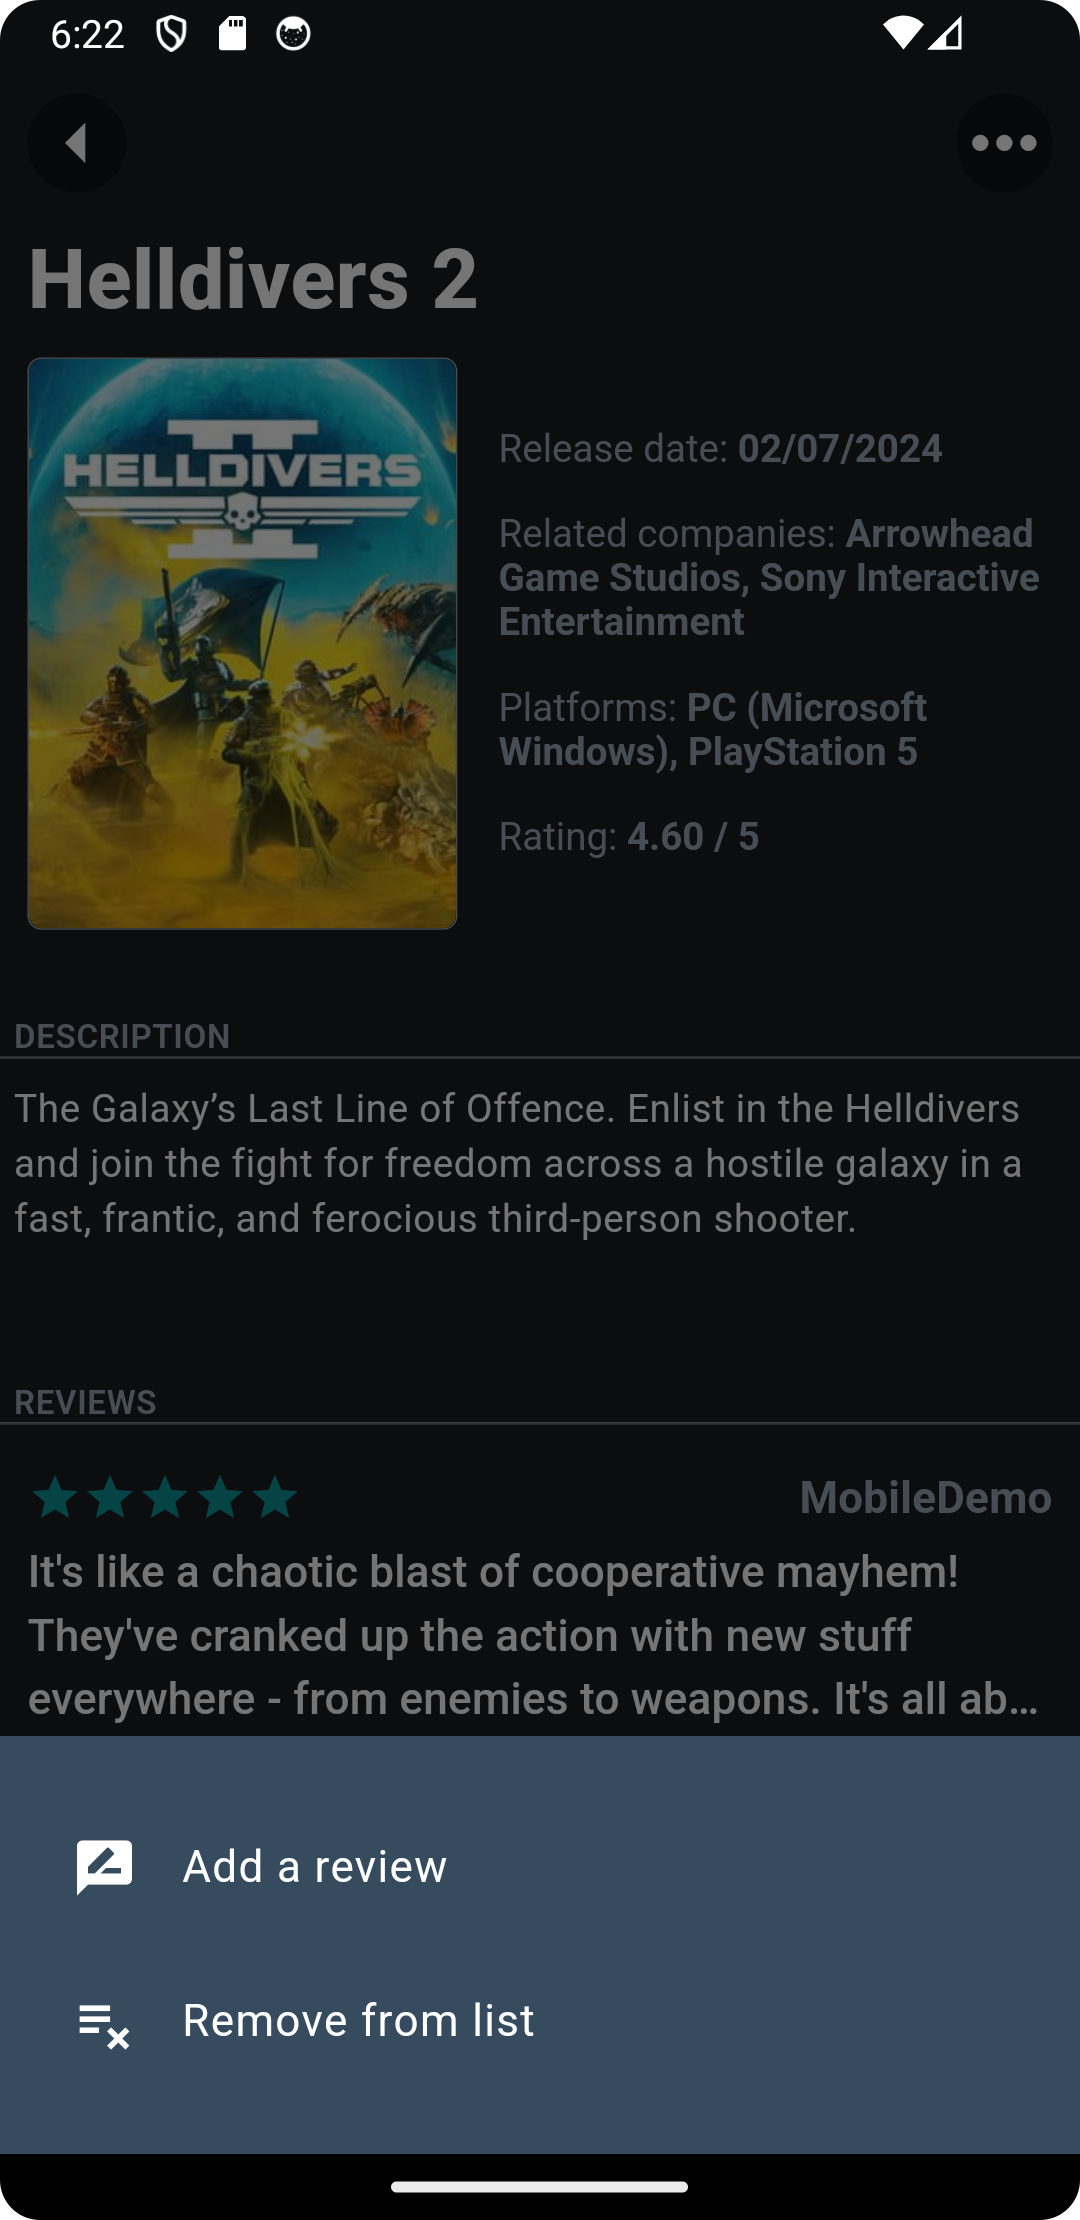 6:22
Helldivers 2
HELLDIVERS
II
Release date: 02/07/2024
Related companies: Arrowhead
Game Studios, Sony Interactive
Entertainment
Platforms: PC (Microsoft
Windows), PlayStation 5
Rating: 4.60 / 5
DESCRIPTION
The Galaxy’s Last Line of Offence. Enlist in the Helldivers
and join the fight for freedom across a hostile galaxy in a
fast, frantic, and ferocious third-person shooter.
REVIEWS
MobileDemo
It's like a chaotic blast of cooperative mayhem!
They've cranked up the action with new stuff
everywhere - from enemies to weapons. It's all ab…
Add a review
Remove from list